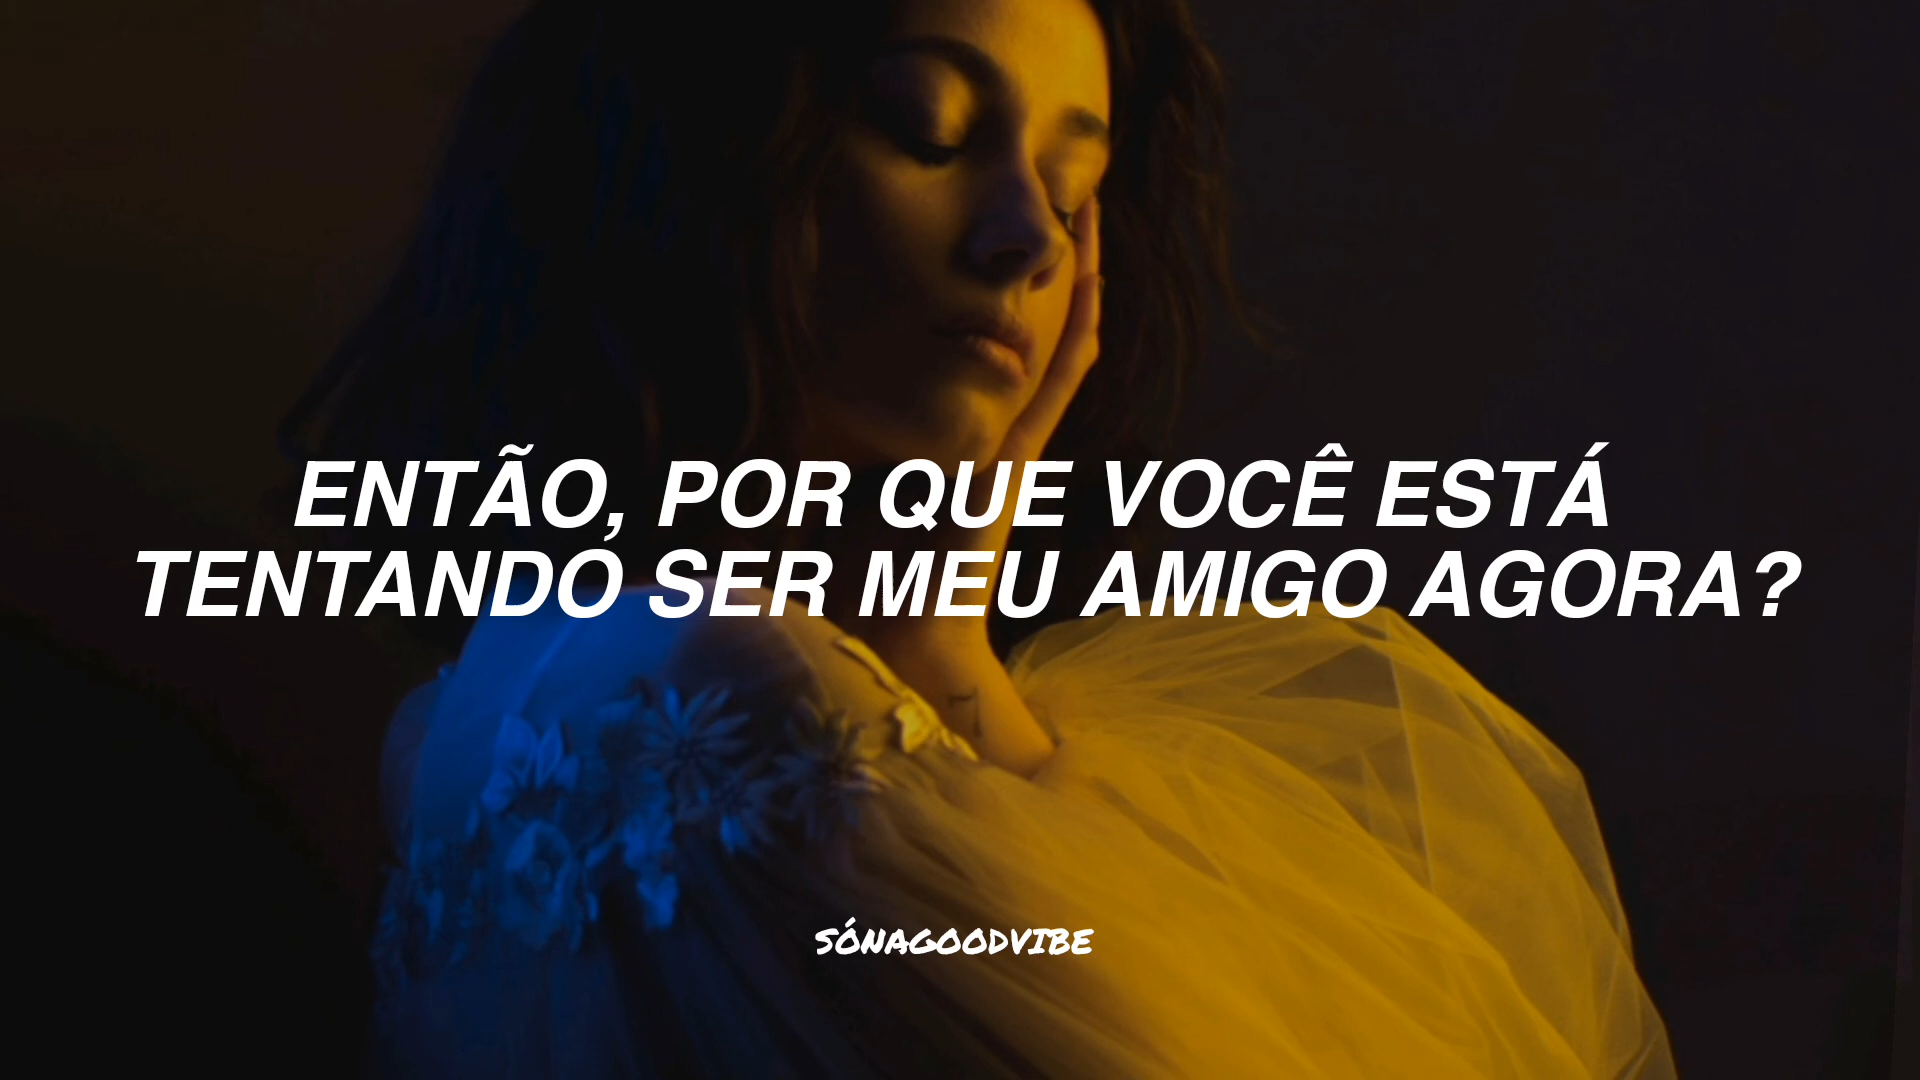 ENTÃO, POR QUE VOCÊ ESTÁ
TENTANDO SER MEU AMIGO AGORA?
SÓNAGOODVIBE